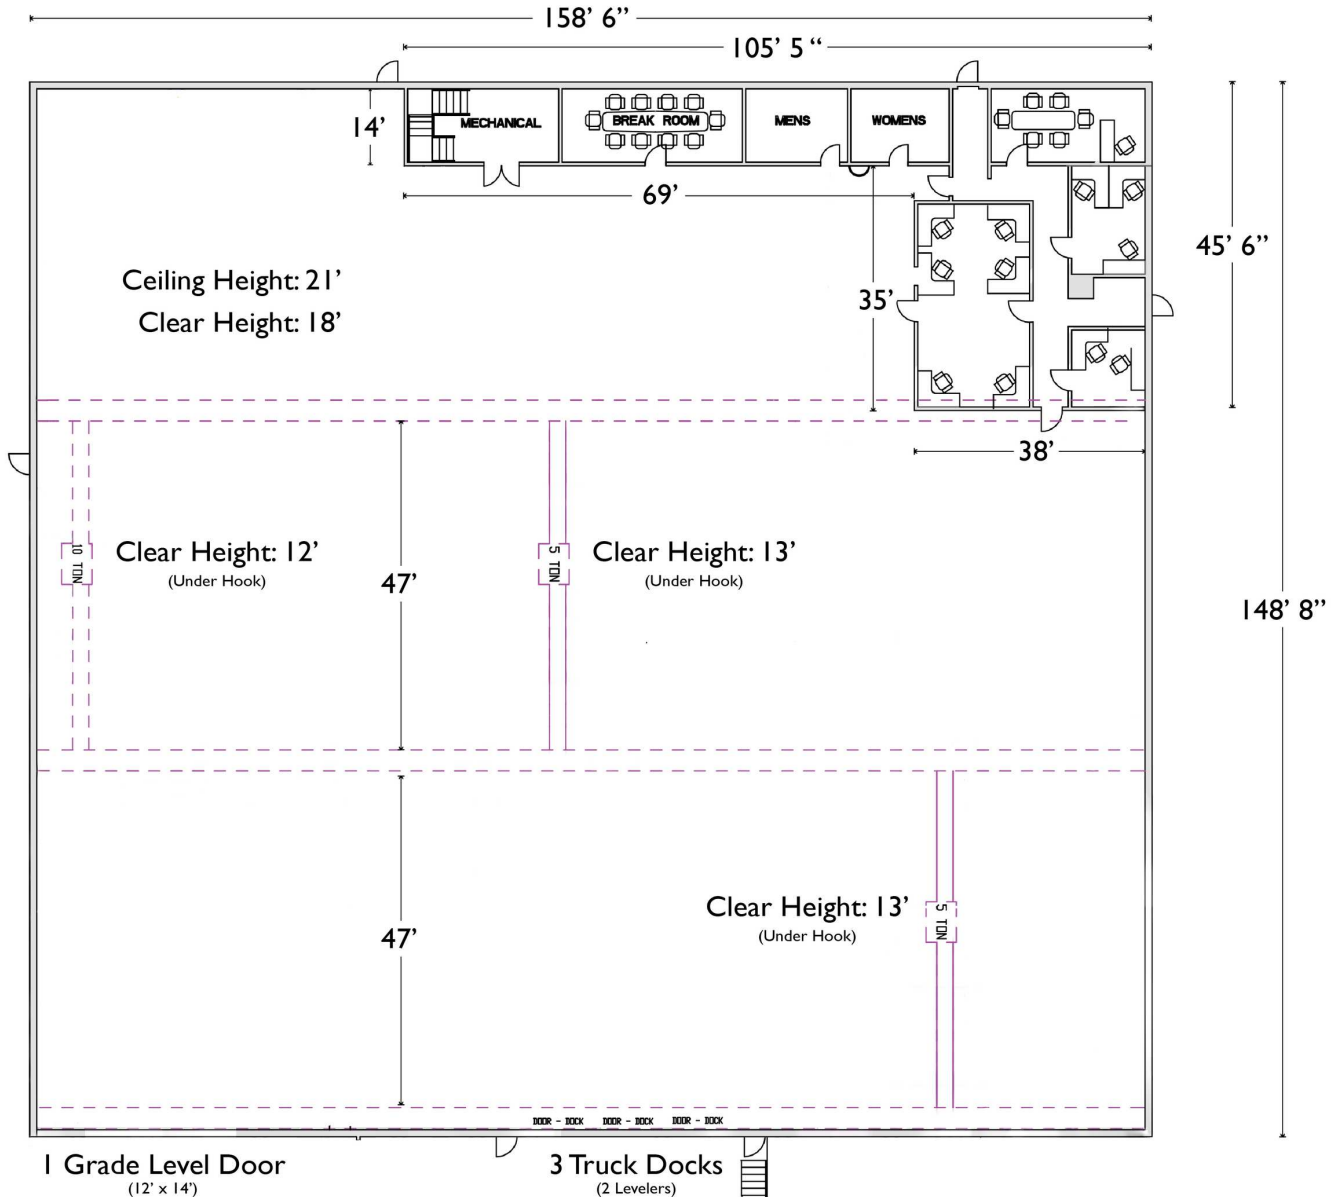 158' 6"
105' 5 "
14'
MECHANICAL
BREAK ROOM
MENS
WOMENS
69'
45' 6"
Ceiling Height: 21'
35'
Clear Height: 18'
38'
10 TON
Clear Height: 12'
(Under Hook)
47'
5 TON
Clear Height: 13'
(Under Hook)
148' 8"
Clear Height: 13'
(Under Hook)
5 TON
47'
DOOR - DOCK DOOR - DOCK DOOR - DOCK
1 Grade Level Door
(12' x 14')
3 Truck Docks
(2 Levelers)